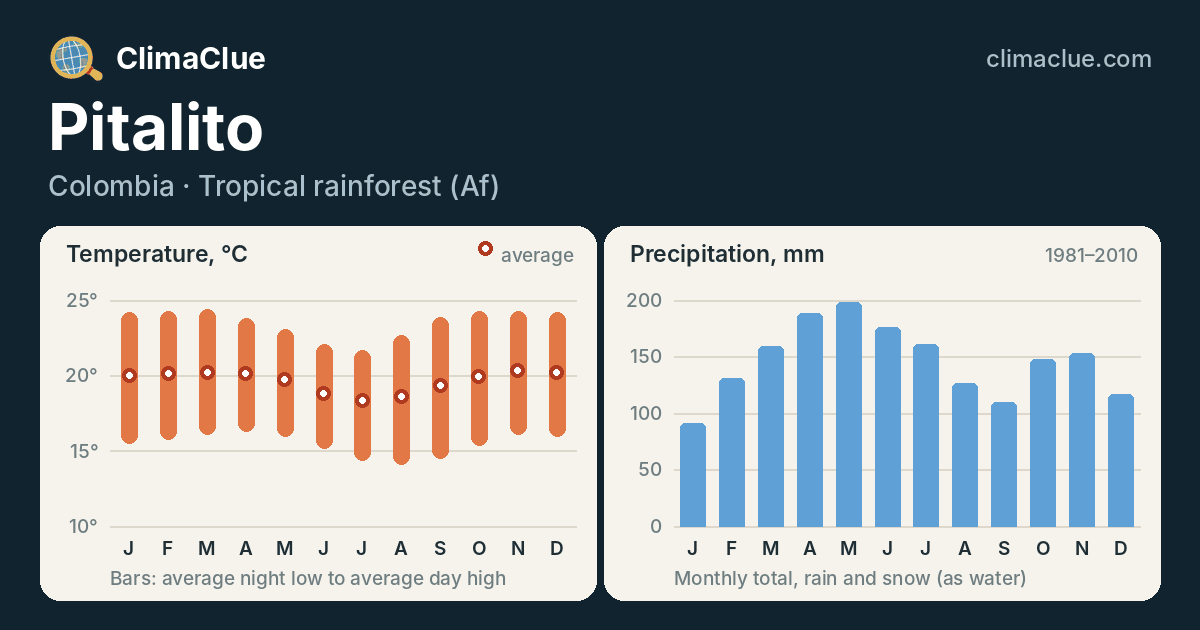 ClimaClue
climaclue.com
Pitalito
Colombia · Tropical rainforest (Af)
Temperature, °C
average
25°
20°
15°
10°
J F M A M J J A S O N D
Bars: average night low to average day high
Precipitation, mm
1981–2010
200
150
100
50
0
J F M A M J J A S O N D
Monthly total, rain and snow (as water)